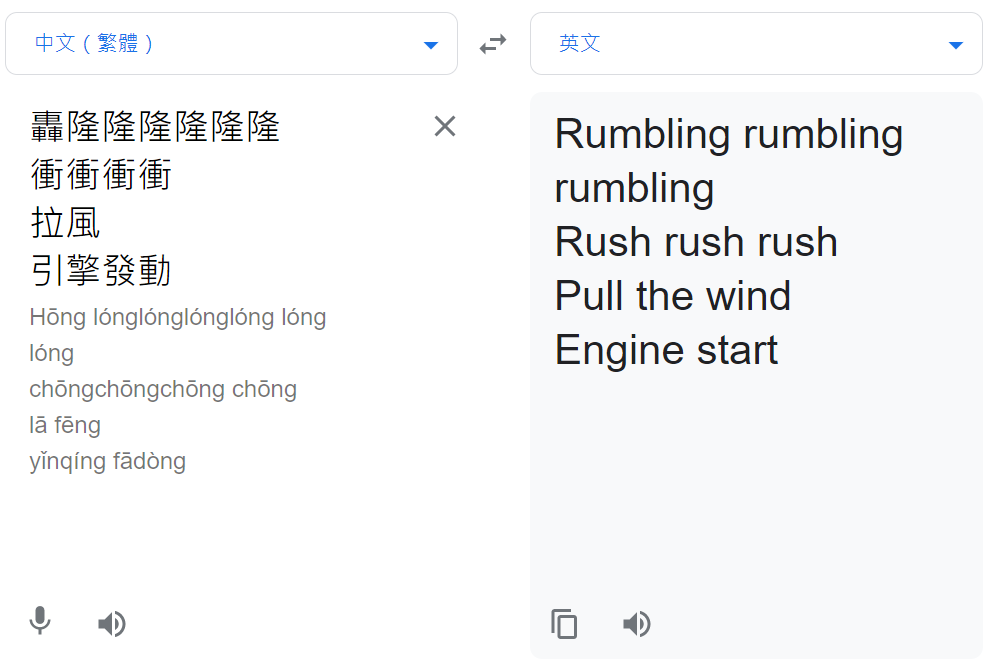 中文（繁體）
英文
轟隆隆隆隆隆隆
衝衝衝衝
拉風
引擎發動
Hōng lónglónglónglóng lóng
lóng
chōngchōngchōng chōng
lā fēng
yǐnqíng fādòng
Rumbling rumbling
rumbling
Rush rush rush
Pull the wind
Engine start